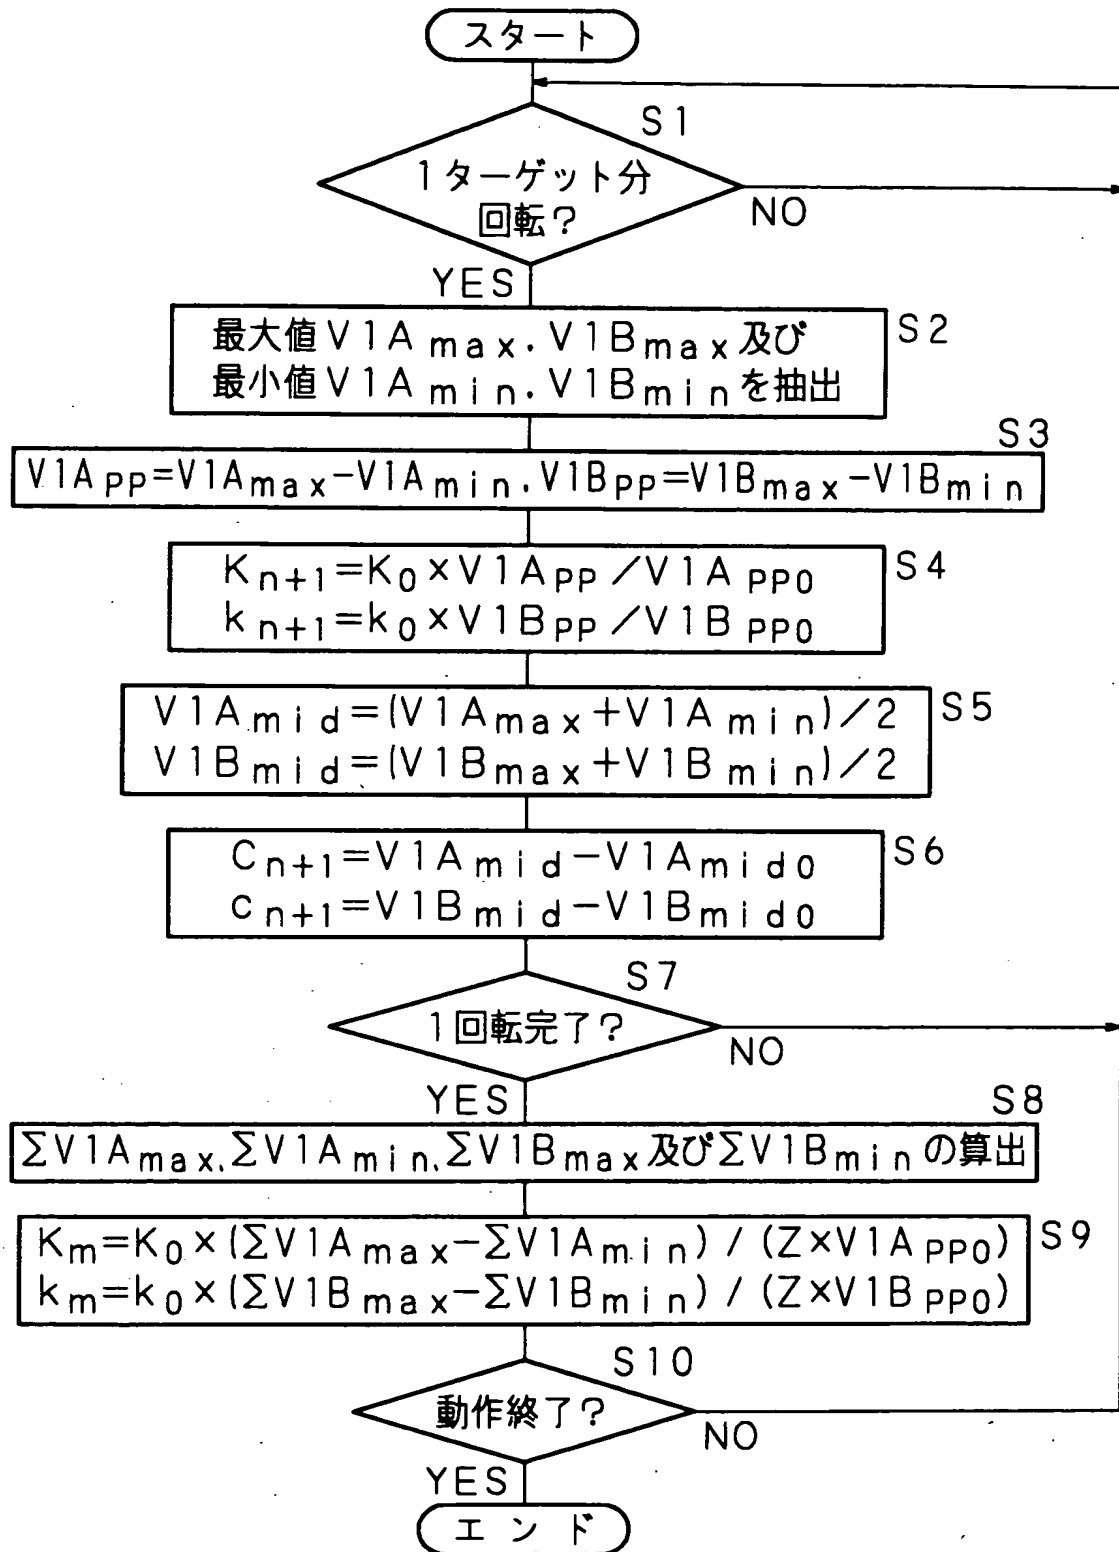 スタート
S1
1ターゲット分
回転?
NO
YES
S2
最大値V1Amax, V1Bmax及び
最小値V1Amin, V1Bminを抽出
S3
V1APP=V1Amax-V1Amin, V1BPP=V1Bmax-V1Bmin
S4
Kn+1=K0×V1APP/V1APP0
kn+1=k0×V1BPP/V1BPP0
S5
V1Amid=(V1Amax+V1Amin)/2
V1Bmid=(V1Bmax+V1Bmin)/2
S6
Cn+1=V1Amid-V1Amid0
cn+1=V1Bmid-V1Bmid0
S7
1回転完了?
NO
YES
S8
ΣV1Amax, ΣV1Amin, ΣV1Bmax及びΣV1Bminの算出
S9
Km=K0×(ΣV1Amax-ΣV1Amin)/(Z×V1APP0)
km=k0×(ΣV1Bmax-ΣV1Bmin)/(Z×V1BPP0)
S10
動作終了?
NO
YES
エンド